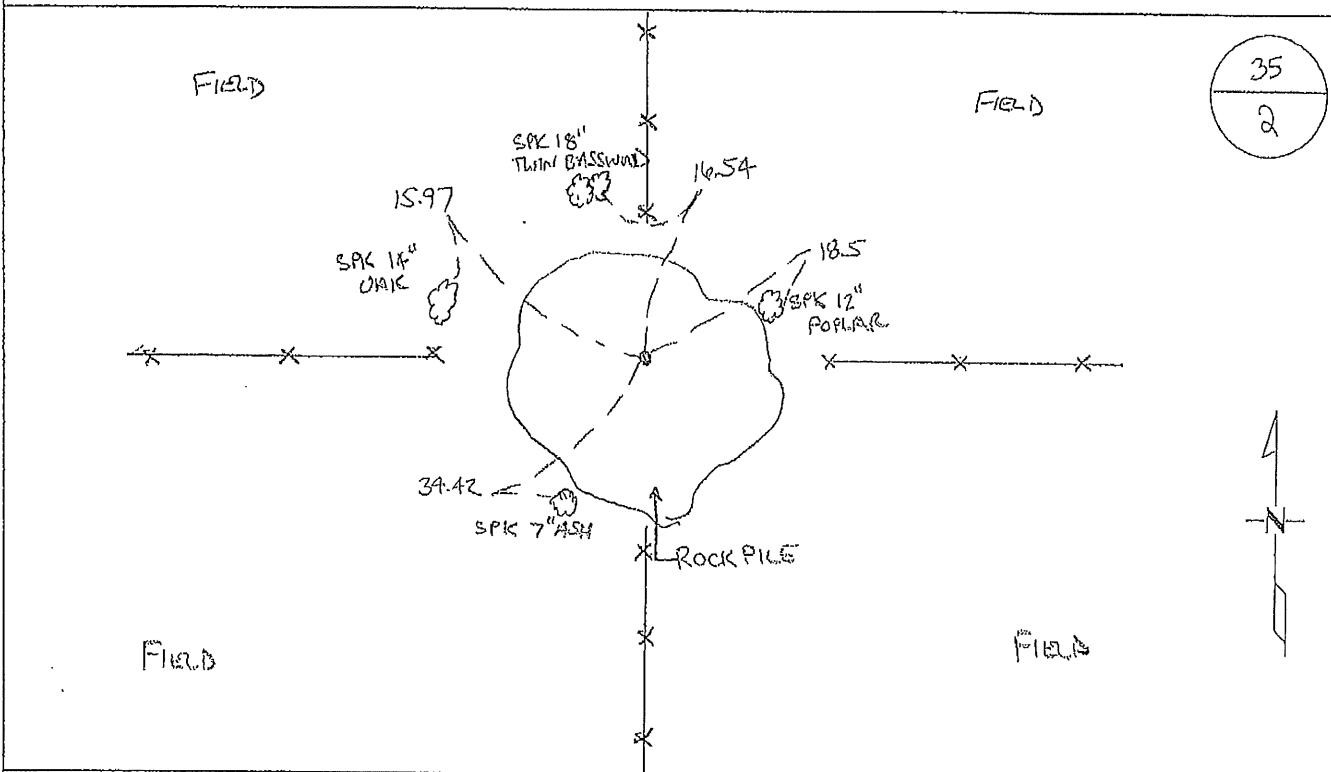 FIELD
FIELD
35
2
SPK 18"
TWIN BASSWOOD
16.54
15.97
SPK 14"
OAK
18.5
SPK 12"
POPLAR
34.42
SPK 7" ASH
ROCK PILE
N
FIELD
FIELD